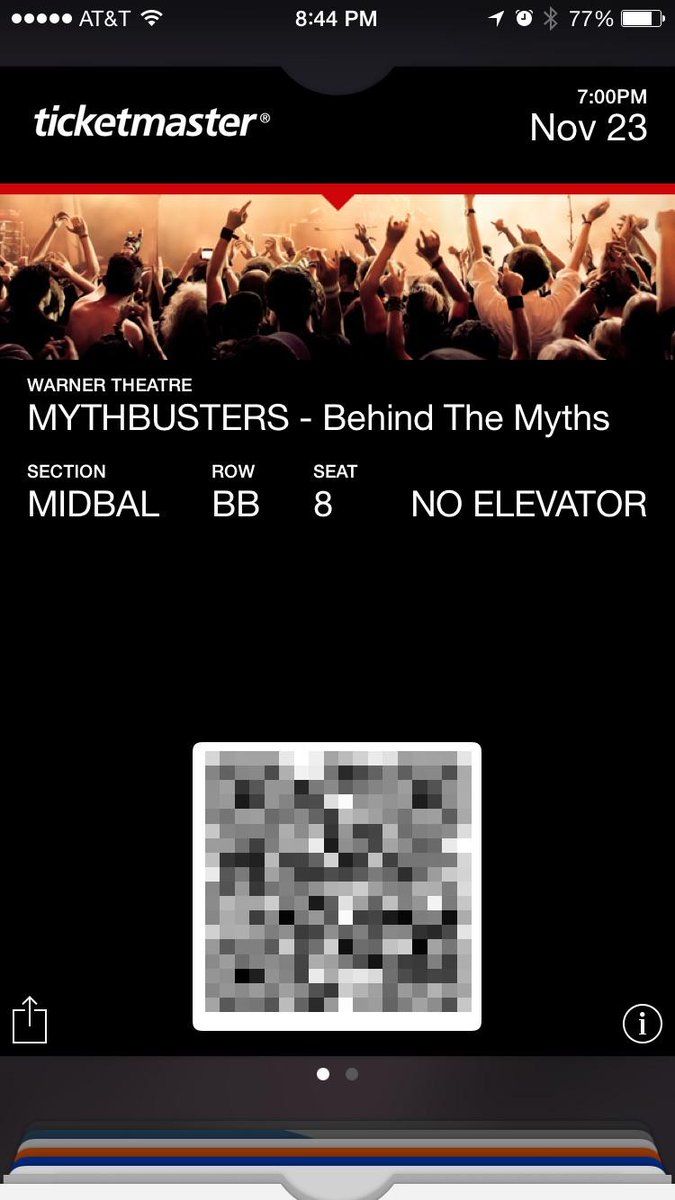 AT&T 8:44 PM 77%
ticketmaster® 7:00PM
Nov 23
WARNER THEATRE
MYTHBUSTERS - Behind The Myths
SECTION ROW SEAT
MIDBAL BB 8 NO ELEVATOR
i